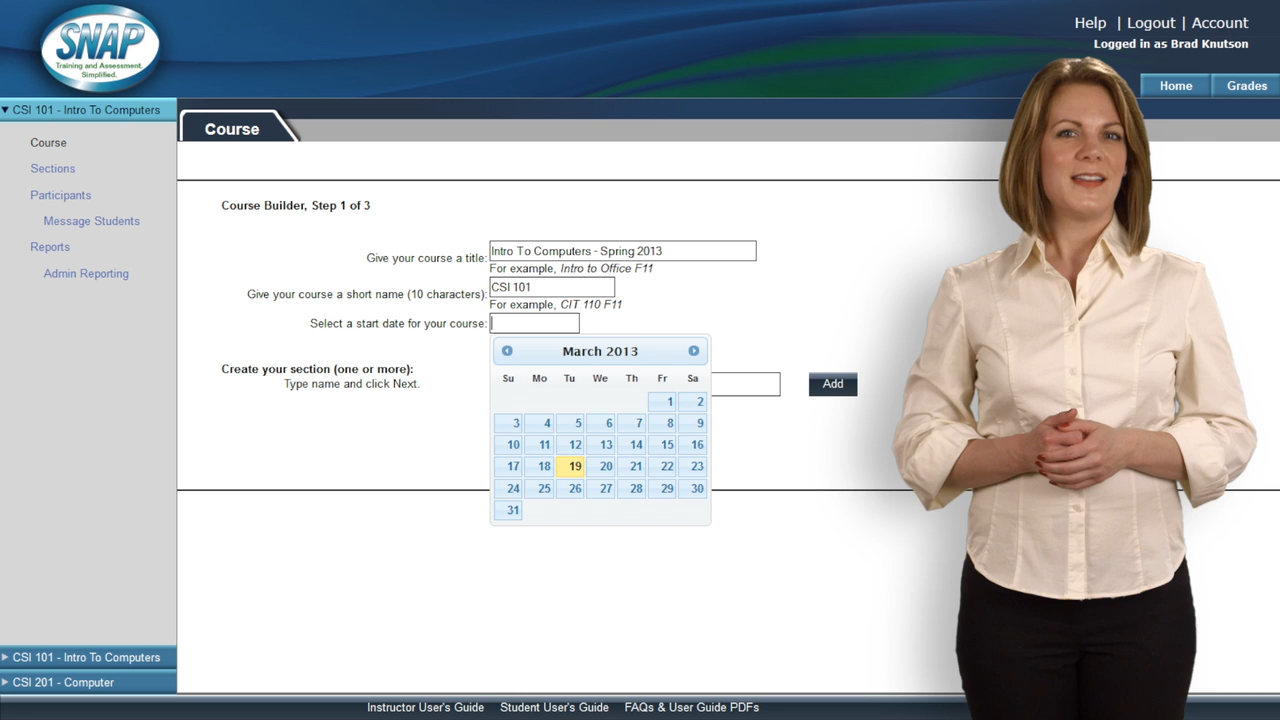 SNAP
Training and Assessment.
Simplified.
Help | Logout | Account
Logged in as Brad Knutson
Home
Grades
CSI 101 - Intro To Computers
Course
Sections
Participants
Message Students
Reports
Admin Reporting
Course
Course Builder, Step 1 of 3
Give your course a title: Intro To Computers - Spring 2013
For example, Intro to Office F11
Give your course a short name (10 characters): CSI 101
For example, CIT 110 F11
Select a start date for your course:
March 2013
Su Mo Tu We Th Fr Sa
1 2
3 4 5 6 7 8 9
10 11 12 13 14 15 16
17 18 19 20 21 22 23
24 25 26 27 28 29 30
31
Create your section (one or more):
Type name and click Next.
Add
CSI 101 - Intro To Computers
CSI 201 - Computer
Instructor User's Guide Student User's Guide FAQs & User Guide PDFs